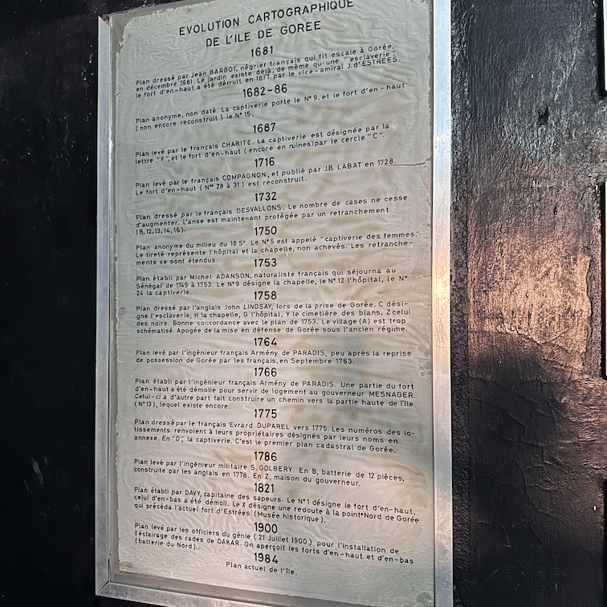 EVOLUTION CARTOGRAPHIQUE
DE L'ILE DE GOREE
1681
Plan dressé par Jean BARBOT, négrier français qui fit escale à Gorée,
en décembre 1681. Le jardin existe déjà, de même qu'une "esclaverie".
le fort d'en-haut a été détruit en 1677 par le vice-amiral J. d'ESTREES.
1682-86
Plan anonyme, non daté. La captiverie porte le N° 9, et le fort d'en-haut
(non encore reconstruit) le N° 15.
1687
Plan levé par le français CHARITE. La captiverie est désignée par la
lettre "F", et le fort d'en-haut (encore en ruines) par le cercle "C".
1716
Plan levé par le français COMPAGNON, et publié par J.B. LABAT en 1728.
Le fort d'en-haut (N°s 28 à 31) est reconstruit.
1732
Plan dressé par le français DESVALLONS. Le nombre de cases ne cesse
d'augmenter. L'anse est maintenant protégée par un retranchement
(8,12,13,14,16).
1750
Plan anonyme du milieu du 18 S°. Le N° 5 est appelé "captiverie des femmes."
Le tireté représente l'hôpital et la chapelle, non achevés. Les retranche-
ments se sont étendus.
1753
Plan établi par Michel ADANSON, naturaliste français qui séjourna au
Sénégal de 1749 à 1753. Le N° 9 désigne la chapelle, le N° 12 l'hôpital, le N°
24 la captiverie.
1758
Plan dressé par l'anglais John LINDSAY, lors de la prise de Gorée. C dési-
gne l'esclaverie, H la chapelle, G l'hôpital, Y le cimetière des blans, Z celui
des noirs. Bonne concordance avec le plan de 1753. Le village (A) est trop
schématisé. Apogée de la mise en défense de Gorée sous l'ancien régime.
1764
Plan levé par l'ingénieur français Armény de PARADIS, peu après la reprise
de possession de Gorée par les français, en Septembre 1763.
1766
Plan établi par l'ingénieur français Armény de PARADIS. Une partie du fort
d'en-haut a été démolie pour servir de logement au gouverneur MESNAGER.
Celui-ci a d'autre part fait construire un chemin vers la partie haute de l'île.
(N° 13), lequel existe encore.
1775
Plan dressé par le français Evrard DUPAREL vers 1775. Les numéros des lo-
tissements renvoient à leurs propriétaires désignés par leurs noms en
annexe. En "D", la captiverie. C'est le premier plan cadastral de Gorée.
1786
Plan levé par l'ingénieur militaire S. GOLBERY. En B, batterie de 12 pièces,
construite par les anglais en 1778. En Z, maison du gouverneur.
1821
Plan établi par DAVY, capitaine des sapeurs. Le N° 1 désigne le fort d'en-haut,
celui d'en-bas a été démoli. Le X désigne une redoute à la pointe Nord de Gorée
qui précéda l'actuel fort d'Estrées (Musée historique).
1900
Plan levé par les officiers du génie (21 Juillet 1900) pour l'installation de
l'éclairage des rades de DAKAR. On aperçoit les forts d'en-haut et d'en-bas
(batterie du Nord).
1984
Plan actuel de l'île.